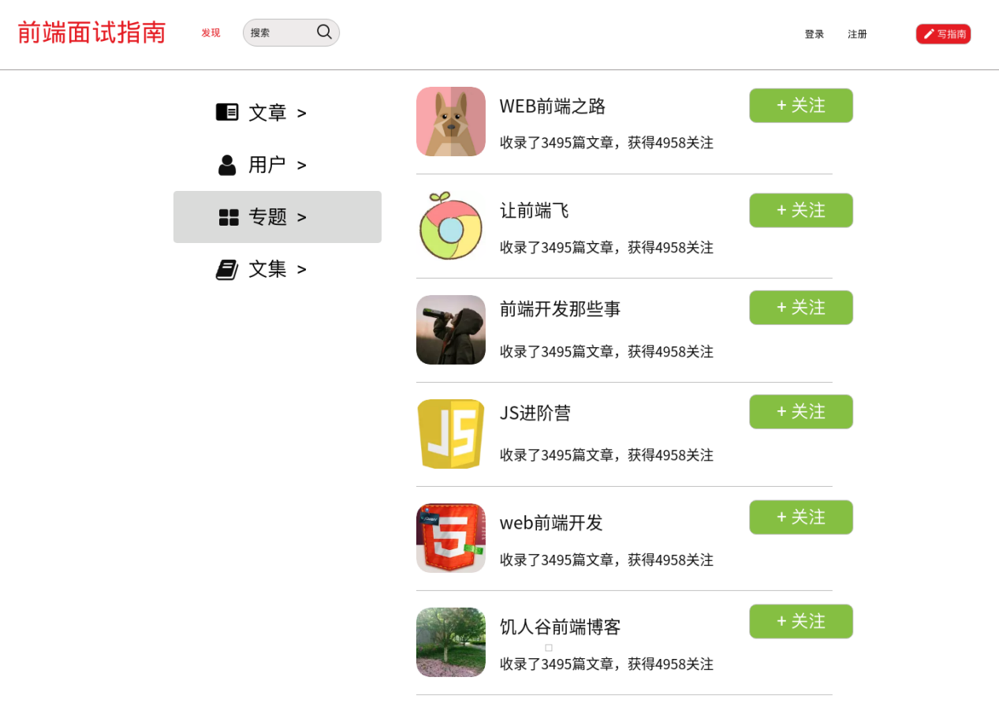 前端面试指南
发现
搜索
登录
注册
写指南
文章 >
用户 >
专题 >
文集 >
WEB前端之路
+ 关注
收录了3495篇文章，获得4958关注
让前端飞
+ 关注
收录了3495篇文章，获得4958关注
前端开发那些事
+ 关注
收录了3495篇文章，获得4958关注
JS
JS进阶营
+ 关注
收录了3495篇文章，获得4958关注
5
web前端开发
+ 关注
收录了3495篇文章，获得4958关注
饥人谷前端博客
+ 关注
收录了3495篇文章，获得4958关注